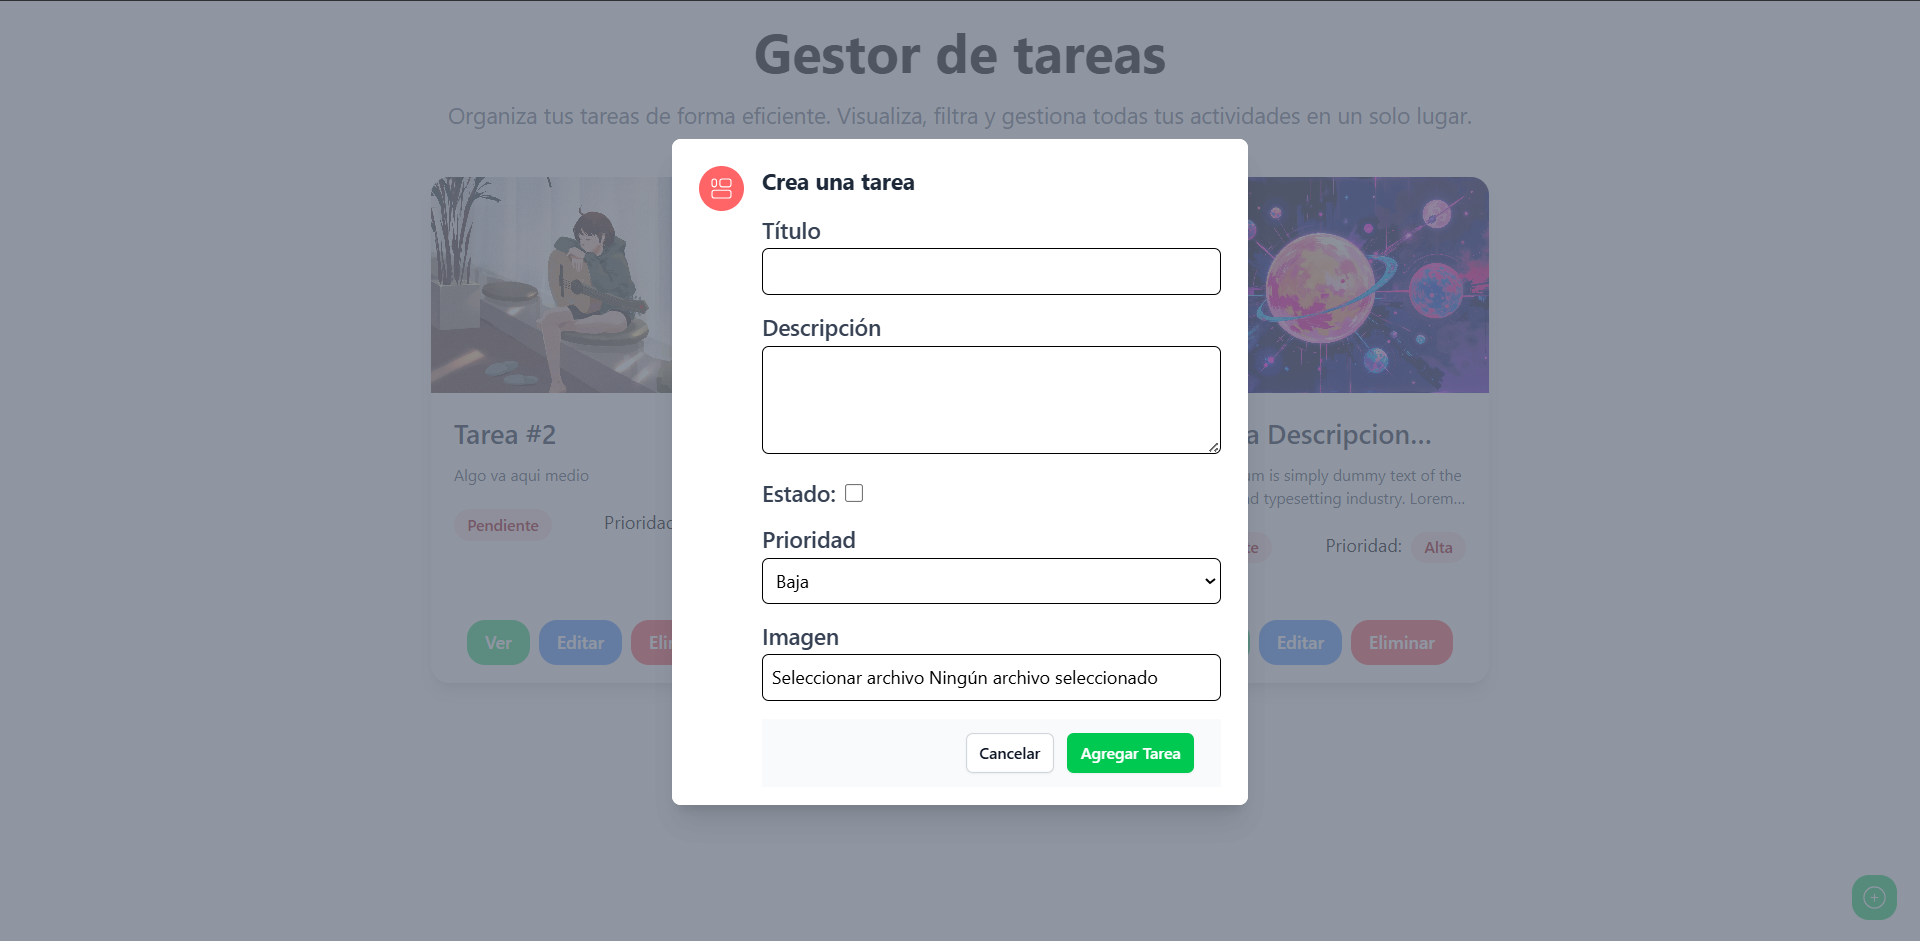 Gestor de tareas
Organiza tus tareas de forma eficiente. Visualiza, filtra y gestiona todas tus actividades en un solo lugar.
Crea una tarea
Título
Descripción
Estado:
Prioridad
Baja
Imagen
Seleccionar archivo Ningún archivo seleccionado
Cancelar Agregar Tarea
Tarea #2
Algo va aqui medio
Pendiente
Ver Editar
a Descripcion...
is simply dummy text of the
typesetting industry. Lorem...
Prioridad: Alta
Editar Eliminar